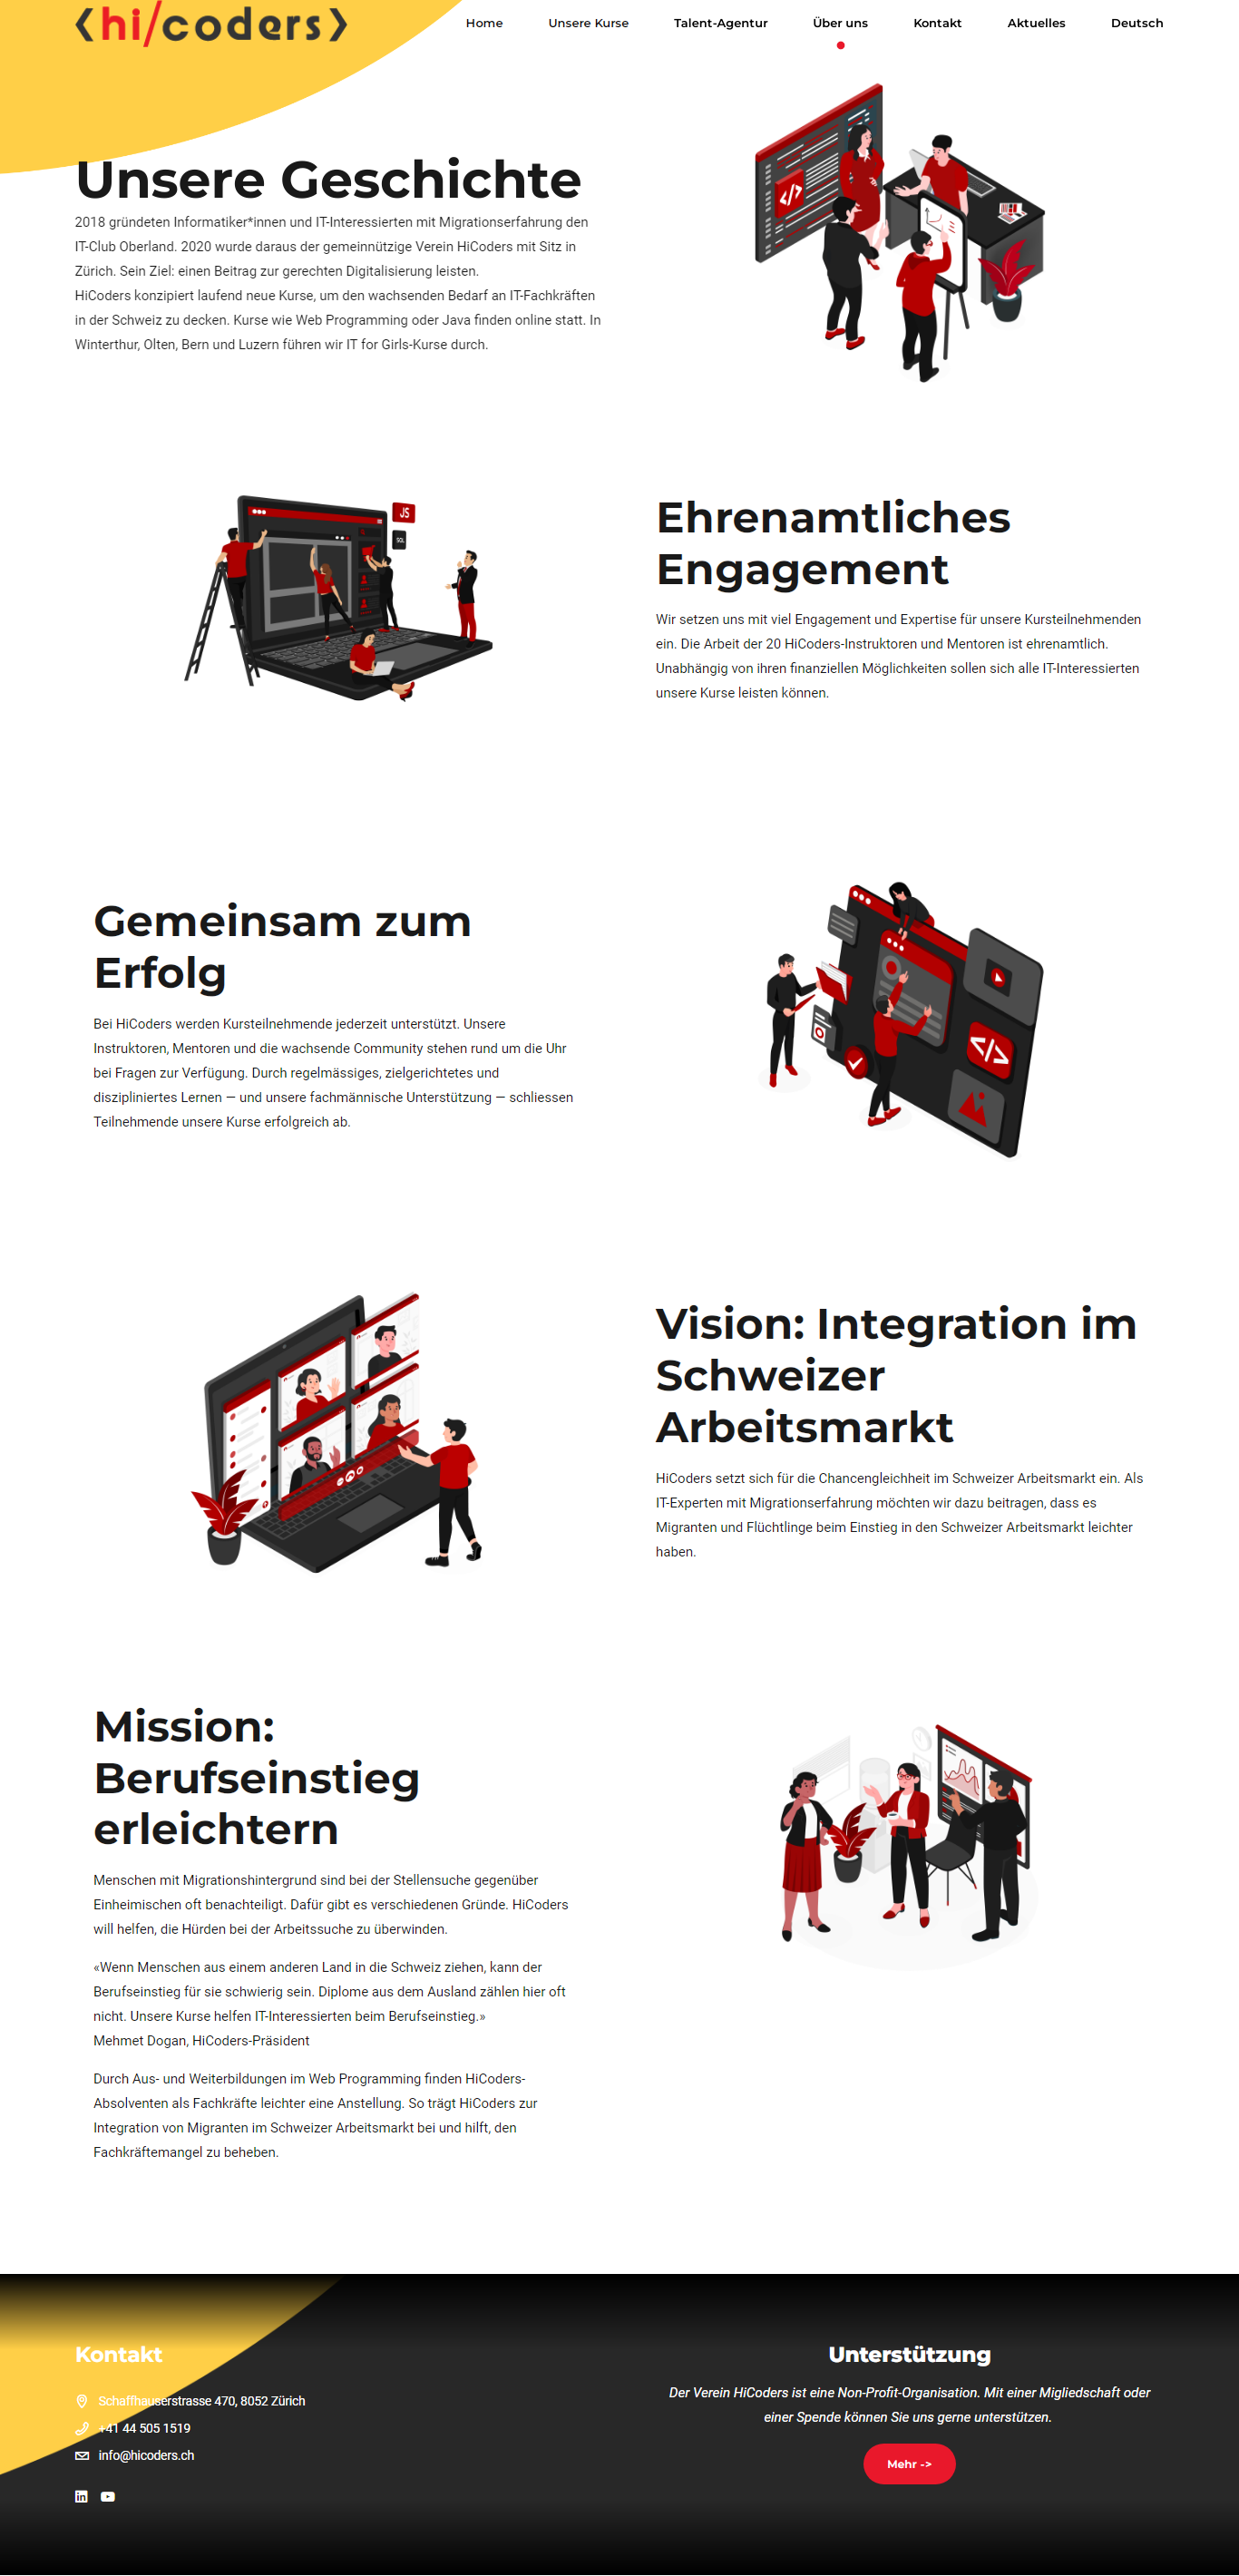 hi/coders
Home
Unsere Kurse
Talent-Agentur
Über uns
Kontakt
Aktuelles
Deutsch
Unsere Geschichte
2018 gründeten Informatiker*innen und IT-Interessierten mit Migrationserfahrung den
IT-Club Oberland. 2020 wurde daraus der gemeinnützige Verein HiCoders mit Sitz in
Zürich. Sein Ziel: einen Beitrag zur gerechten Digitalisierung leisten.
HiCoders konzipiert laufend neue Kurse, um den wachsenden Bedarf an IT-Fachkräften
in der Schweiz zu decken. Kurse wie Web Programming oder Java finden online statt. In
Winterthur, Olten, Bern und Luzern führen wir IT for Girls-Kurse durch.
</>
JS
SQL
Ehrenamtliches
Engagement
Wir setzen uns mit viel Engagement und Expertise für unsere Kursteilnehmenden
ein. Die Arbeit der 20 HiCoders-Instruktoren und Mentoren ist ehrenamtlich.
Unabhängig von ihren finanziellen Möglichkeiten sollen sich alle IT-Interessierten
unsere Kurse leisten können.
Gemeinsam zum
Erfolg
Bei HiCoders werden Kursteilnehmende jederzeit unterstützt. Unsere
Instruktoren, Mentoren und die wachsende Community stehen rund um die Uhr
bei Fragen zur Verfügung. Durch regelmässiges, zielgerichtetes und
diszipliniertes Lernen — und unsere fachmännische Unterstützung — schliessen
Teilnehmende unsere Kurse erfolgreich ab.
</>
Vision: Integration im
Schweizer
Arbeitsmarkt
HiCoders setzt sich für die Chancengleichheit im Schweizer Arbeitsmarkt ein. Als
IT-Experten mit Migrationserfahrung möchten wir dazu beitragen, dass es
Migranten und Flüchtlinge beim Einstieg in den Schweizer Arbeitsmarkt leichter
haben.
Mission:
Berufseinstieg
erleichtern
Menschen mit Migrationshintergrund sind bei der Stellensuche gegenüber
Einheimischen oft benachteiligt. Dafür gibt es verschiedenen Gründe. HiCoders
will helfen, die Hürden bei der Arbeitssuche zu überwinden.
«Wenn Menschen aus einem anderen Land in die Schweiz ziehen, kann der
Berufseinstieg für sie schwierig sein. Diplome aus dem Ausland zählen hier oft
nicht. Unsere Kurse helfen IT-Interessierten beim Berufseinstieg.»
Mehmet Dogan, HiCoders-Präsident
Durch Aus- und Weiterbildungen im Web Programming finden HiCoders-
Absolventen als Fachkräfte leichter eine Anstellung. So trägt HiCoders zur
Integration von Migranten im Schweizer Arbeitsmarkt bei und hilft, den
Fachkräftemangel zu beheben.
Kontakt
Schaffhauserstrasse 470, 8052 Zürich
+41 44 505 1519
info@hicoders.ch
Unterstützung
Der Verein HiCoders ist eine Non-Profit-Organisation. Mit einer Migliedschaft oder
einer Spende können Sie uns gerne unterstützen.
Mehr ->